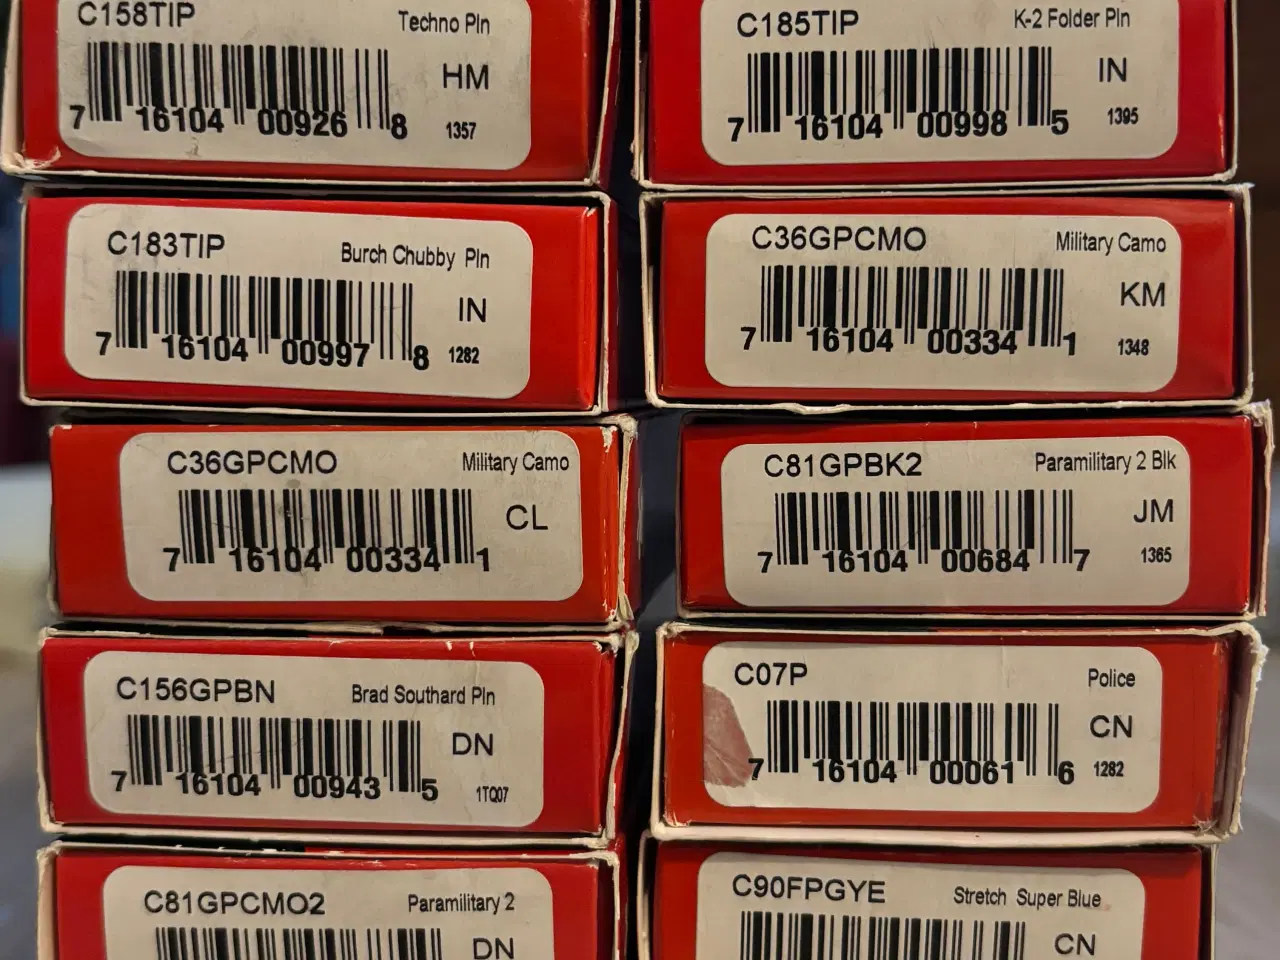 C158TIP
Techno Pln
HM
7 16104 00926 8
1357
C185TIP
K-2 Folder Pln
IN
7 16104 00998 5
1395
C183TIP
Burch Chubby Pln
IN
7 16104 00997 8
1282
C36GPCMO
Military Camo
KM
7 16104 00334 1
1348
C36GPCMO
Military Camo
CL
7 16104 00334 1
C81GPBK2
Paramilitary 2 Blk
JM
7 16104 00684 7
1365
C156GPBN
Brad Southard Pln
DN
7 16104 00943 5
1TQ07
C07P
Police
CN
7 16104 00061 6
1282
C81GPCMO2
Paramilitary 2
DN
C90FPGYE
Stretch Super Blue
CN